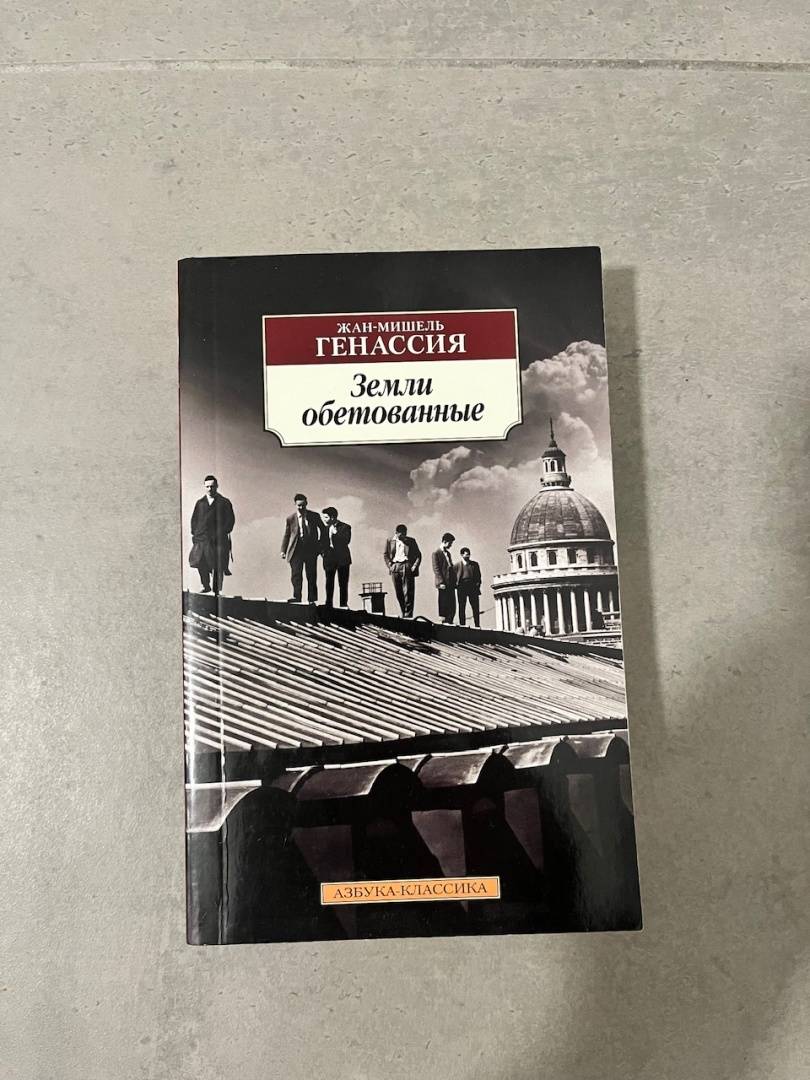 ЖАН-МИШЕЛЬ
ГЕНАССИЯ
Земли
обетованные
АЗБУКА-КЛАССИКА